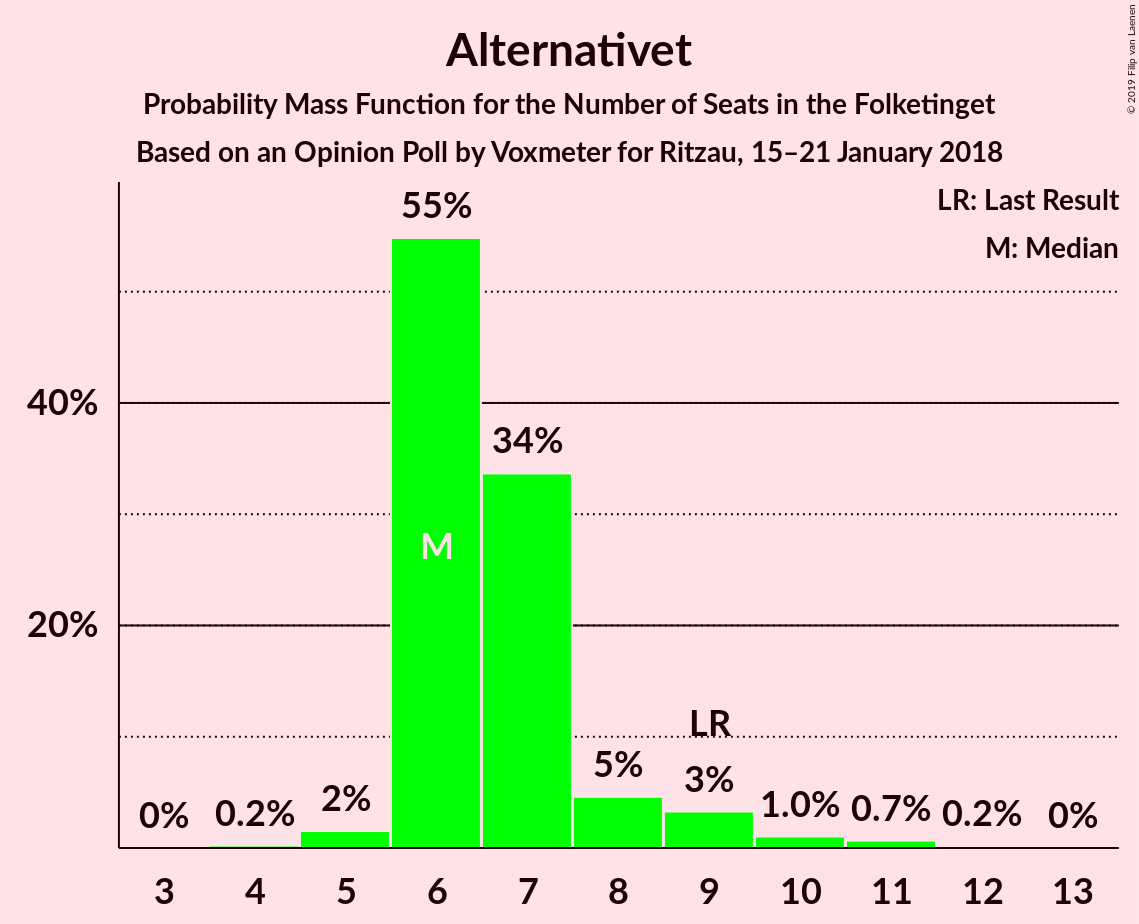 Alternativet
Probability Mass Function for the Number of Seats in the Folketinget
Based on an Opinion Poll by Voxmeter for Ritzau, 15–21 January 2018
© 2019 Filip van Laenen
LR: Last Result
M: Median
55%
40%
34%
M
20%
LR
0% 0.2% 2% 5% 3% 1.0% 0.7% 0.2% 0%
3 4 5 6 7 8 9 10 11 12 13